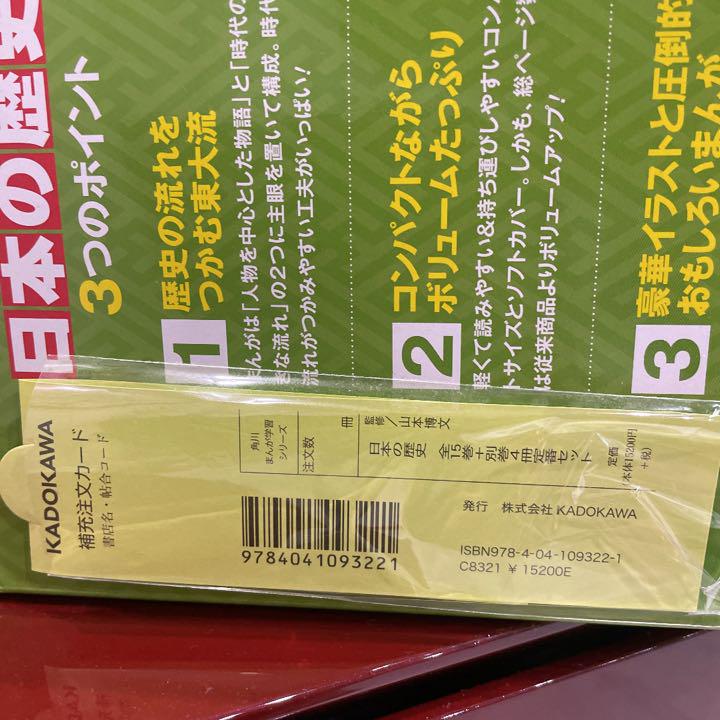 日本の歴史
3つのポイント
1
歴史の流れを
つかむ東大流
まんがは「人物を中心とした物語」と「時代の
きな流れ」の2つに主眼を置いて構成。時代
流れがつかみやすい工夫がいっぱい!
2
コンパクトながら
ボリュームたっぷり
軽くて読みやすい&持ち運びしやすいコン
トサイズとソフトカバー。しかも、総ページ数
は従来商品よりボリュームアップ!
3
豪華イラストと圧倒的
おもしろいまんが
KADOKAWA
補充注文カード
書店名・帖合コード
角川
まんが学習
シリーズ
注文数
冊
監修/山本博文
日本の歴史 全15巻+別巻4冊定番セット
定価
本体15200円
+税
発行 株式会社 KADOKAWA
9784041093221
ISBN978-4-04-109322-1
C8321 ¥15200E